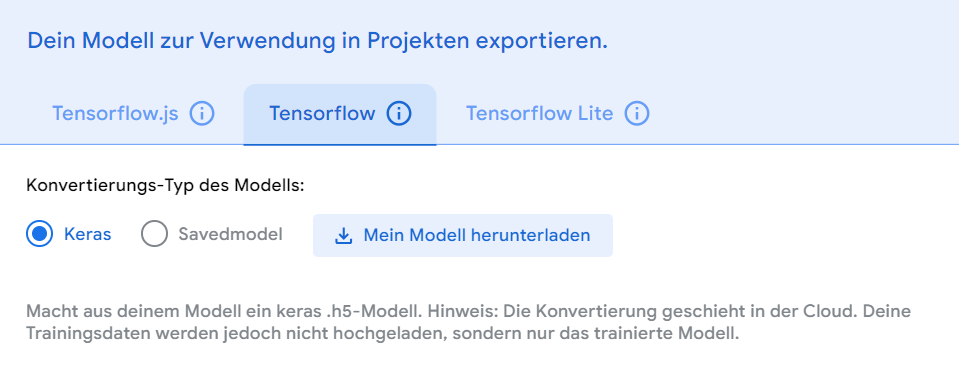 Dein Modell zur Verwendung in Projekten exportieren.
Tensorflow.js Tensorflow Tensorflow Lite
Konvertierungs-Typ des Modells:
Keras Savedmodel Mein Modell herunterladen
Macht aus deinem Modell ein keras .h5-Modell. Hinweis: Die Konvertierung geschieht in der Cloud. Deine
Trainingsdaten werden jedoch nicht hochgeladen, sondern nur das trainierte Modell.